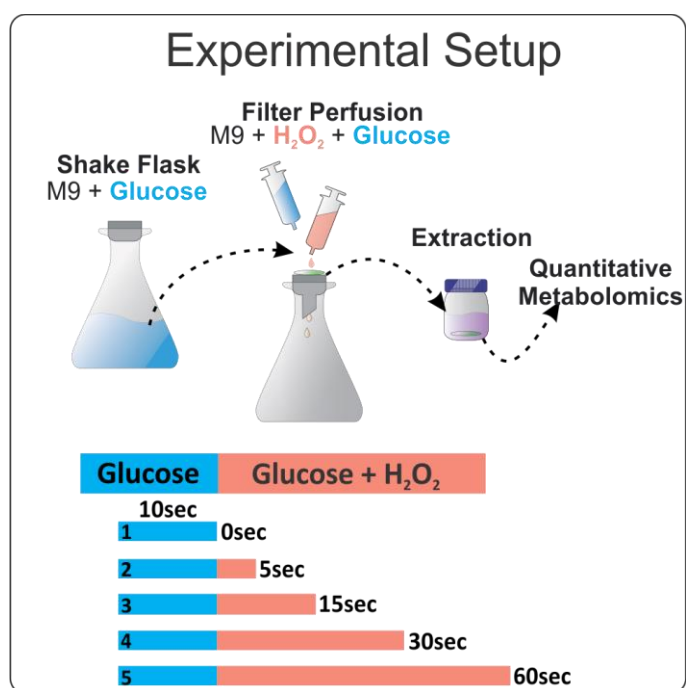 Experimental Setup
Filter Perfusion
M9 + H₂O₂ + Glucose
Shake Flask
M9 + Glucose
Extraction
Quantitative
Metabolomics
Glucose
Glucose + H₂O₂
10sec
1
0sec
2
5sec
3
15sec
4
30sec
5
60sec